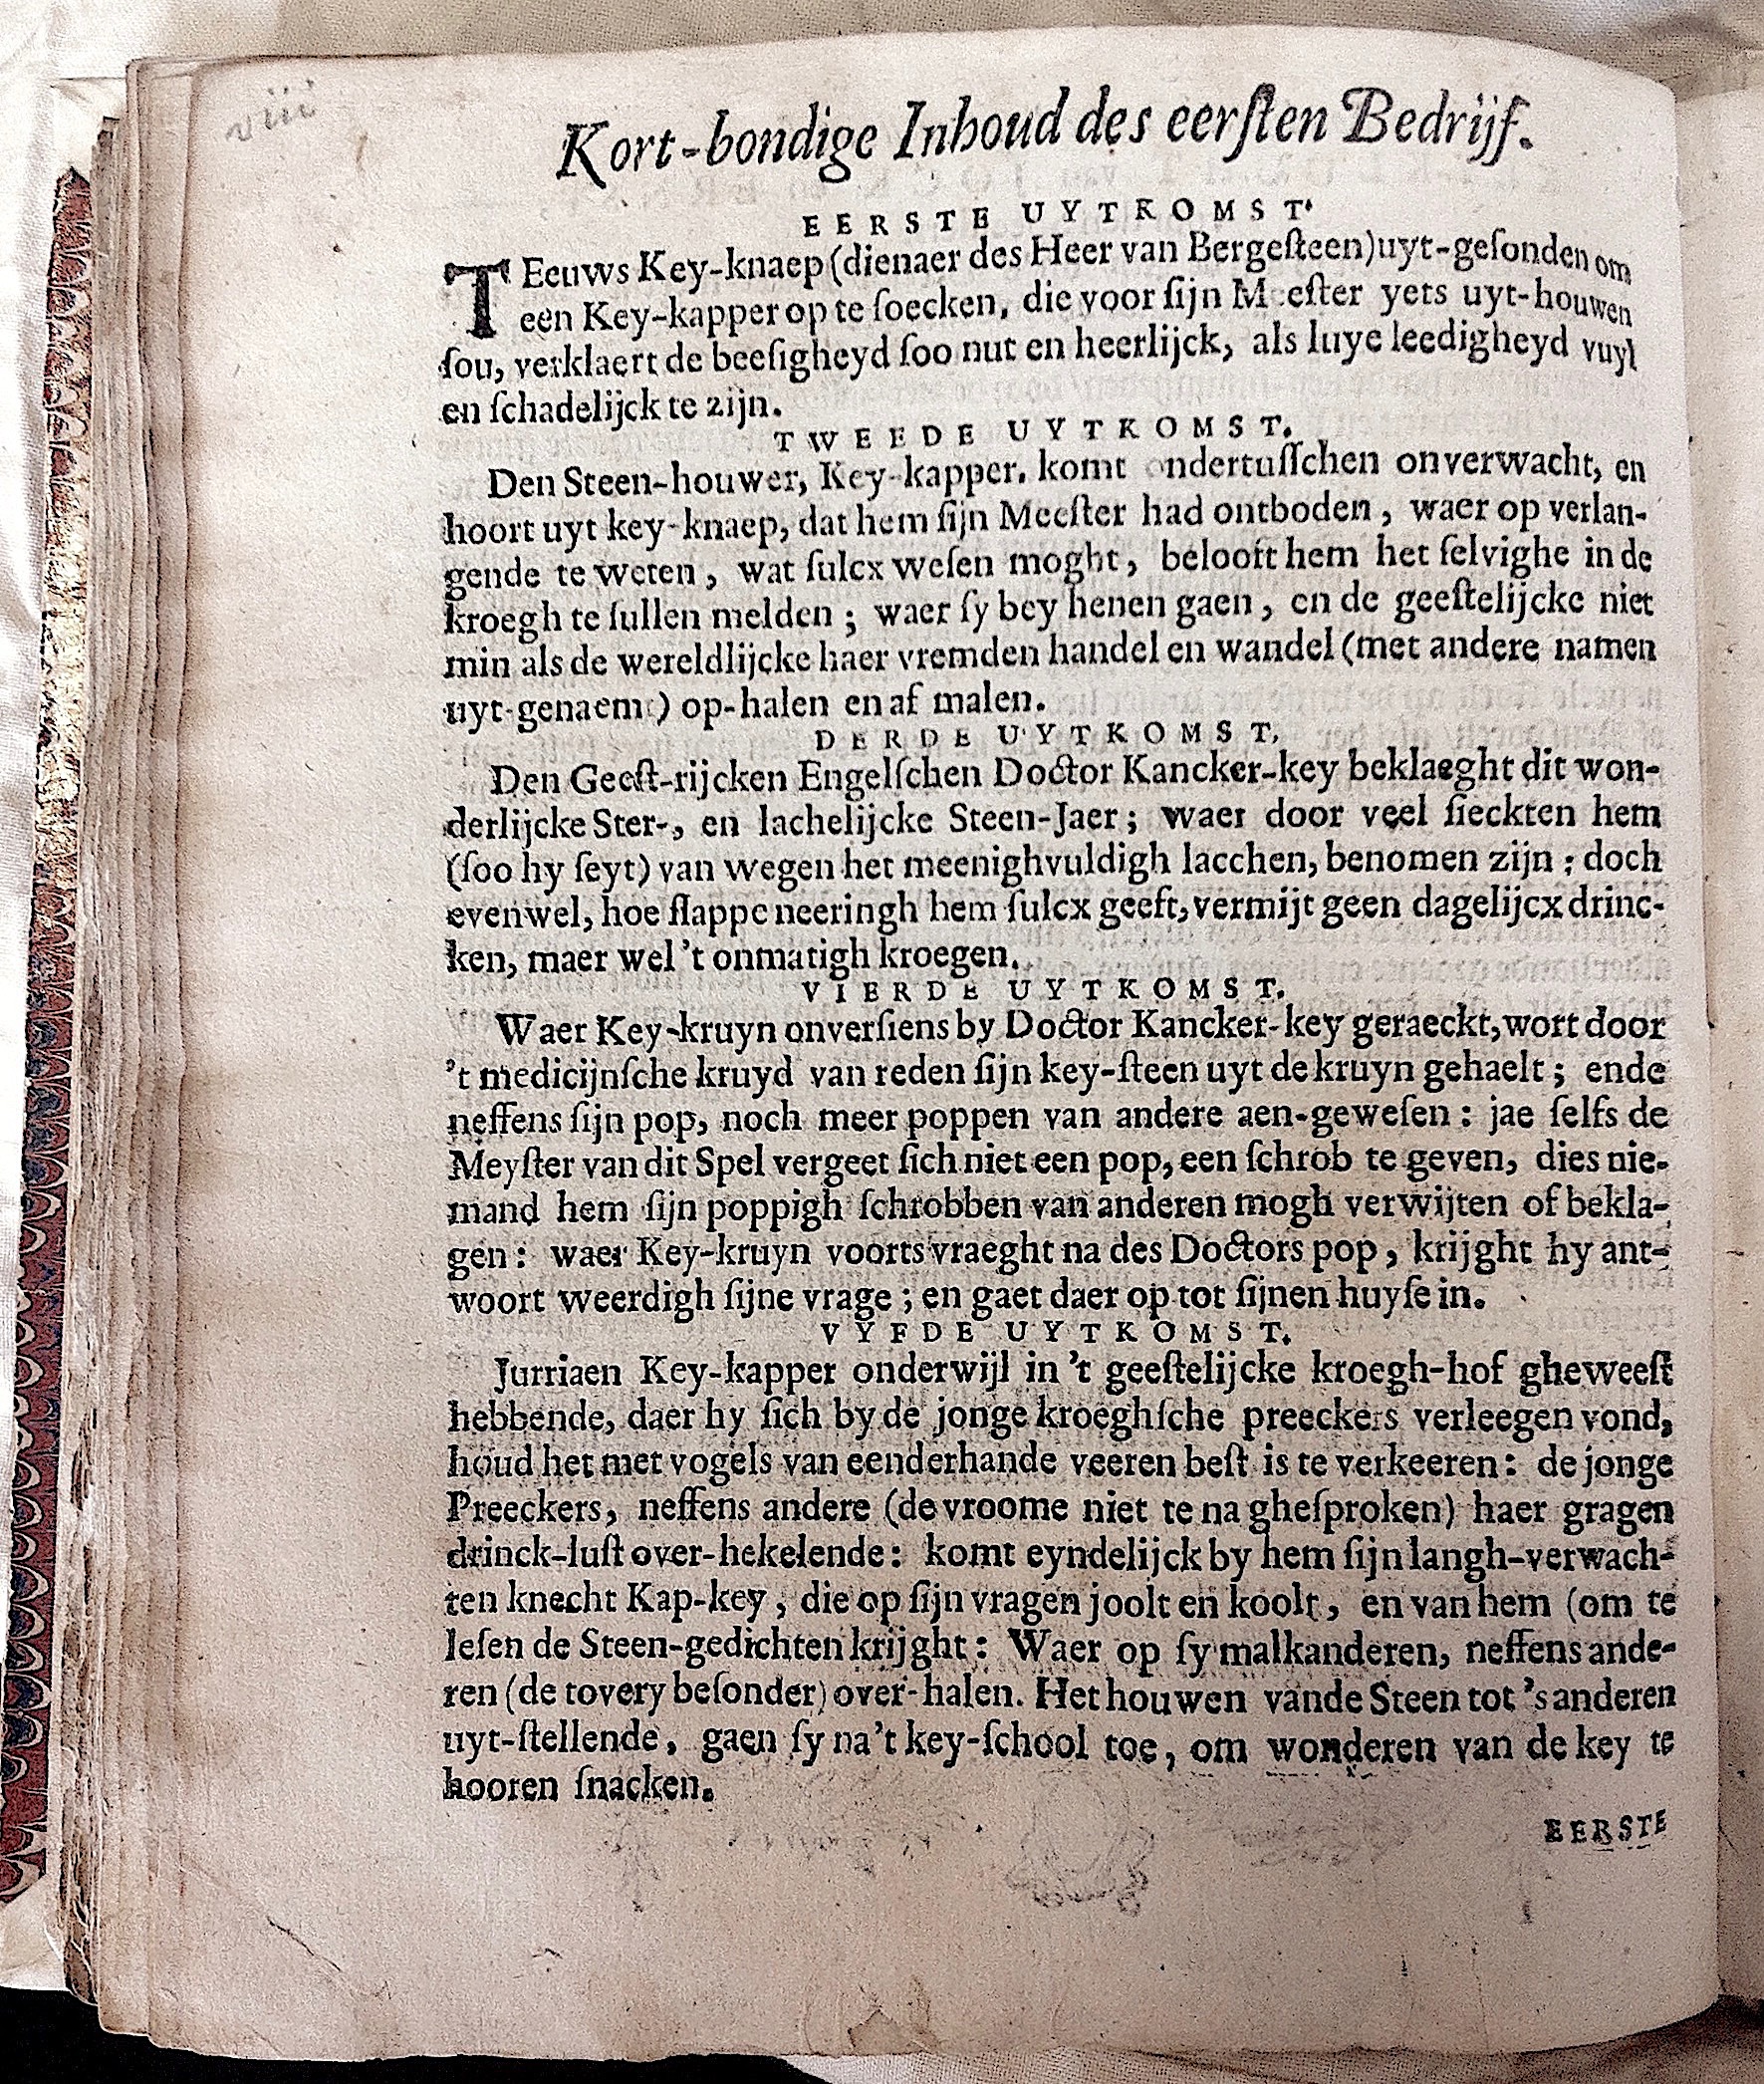 viii
Kort-bondige Inhoud des eerſten Bedrijf.
EERSTE UYTKOMST.
TEeuws Key-knaep (dienaer des Heer van Bergeſteen) uyt-geſonden om
een Key-kapper op te ſoecken, die voor ſijn Meeſter yets uyt-houwen
ſou, verklaert de beeſigheyd ſoo nut en heerlijck, als luye leedigheyd vuyl
en ſchadelijck te zijn.
TWEEDE UYTKOMST.
Den Steen-houwer, Key-kapper, komt ondertuſſchen onverwacht, en
hoort uyt key-knaep, dat hem ſijn Meeſter had ontboden, waer op verlan-
gende te weten, wat ſulcx weſen moght, belooft hem het ſelvighe in de
kroegh te ſullen melden; waer ſy bey henen gaen, en de geeſtelijcke niet
min als de wereldlijcke haer vremden handel en wandel (met andere namen
uyt-genaemt) op-halen en af malen.
DERDE UYTKOMST.
Den Geeſt-rijcken Engelſchen Doctor Kancker-key beklaeght dit won-
derlijcke Ster-, en lachelijcke Steen-Jaer; waer door veel ſieckten hem
(ſoo hy ſeyt) van wegen het meenighvuldigh lacchen, benomen zijn: doch
evenwel, hoe ſlappe neeringh hem ſulcx geeft, vermijt geen dagelijcx drinc-
ken, maer wel 't onmatigh kroegen.
VIERDE UYTKOMST.
Waer Key-kruyn onverſiens by Doctor Kancker-key geraeckt, wort door
't medicijnſche kruyd van reden ſijn key-ſteen uyt de kruyn gehaelt; ende
neffens ſijn pop, noch meer poppen van andere aen-geweſen: jae ſelfs de
Meyſter van dit Spel vergeet ſich niet een pop, een ſchrob te geven, dies nie-
mand hem ſijn poppigh ſchrobben van anderen mogh verwijten of bekla-
gen: waer Key-kruyn voorts vraeght na des Doctors pop, krijght hy ant-
woort weerdigh ſijne vrage; en gaet daer op tot ſijnen huyſe in.
VYFDE UYTKOMST.
Jurriaen Key-kapper onderwijl in 't geeſtelijcke kroegh-hof gheweeſt
hebbende, daer hy ſich by de jonge kroeghſche preeckers verleegen vond,
houd het met vogels van eenderhande veeren beſt is te verkeeren: de jonge
Preeckers, neffens andere (de vroome niet te na gheſproken) haer gragen
drinck-luſt over-hekelende: komt eyndelijck by hem ſijn langh-verwach-
ten knecht Kap-key, die op ſijn vragen joolt en koolt, en van hem (om te
leſen de Steen-gedichten krijght: Waer op ſy malkanderen, neffens ande-
ren (de tovery beſonder) over-halen. Het houwen vande Steen tot 's anderen
uyt-ſtellende, gaen ſy na 't key-ſchool toe, om wonderen van de key te
hooren ſnacken.
EERSTE